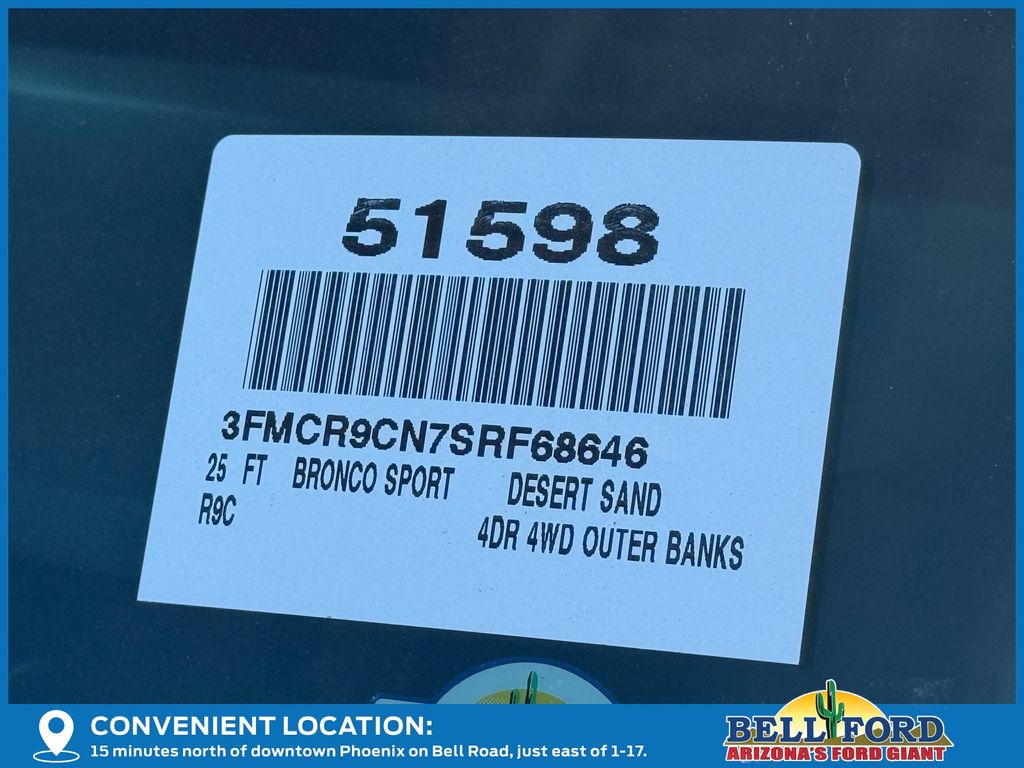 51598
3FMCR9CN7SRF68646
25 FT BRONCO SPORT DESERT SAND
R9C 4DR 4WD OUTER BANKS
CONVENIENT LOCATION:
15 minutes north of downtown Phoenix on Bell Road, just east of 1-17.
BELL FORD
ARIZONA'S FORD GIANT